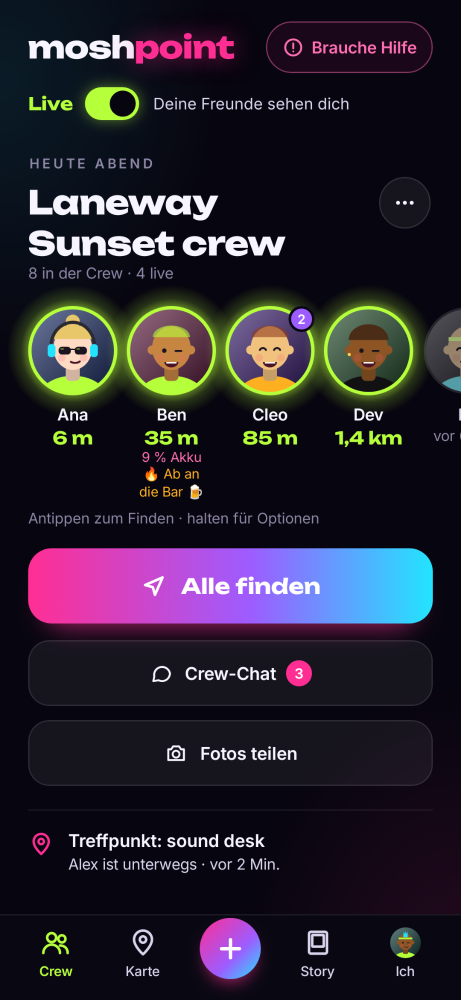 moshpoint
Brauche Hilfe
Live
Deine Freunde sehen dich
HEUTE ABEND
Laneway
Sunset crew
8 in der Crew · 4 live
2
Ana
Ben
Cleo
Dev
6 m
35 m
85 m
1,4 km
vor
9 % Akku
🔥 Ab an
die Bar 🍺
Antippen zum Finden · halten für Optionen
Alle finden
Crew-Chat 3
Fotos teilen
Treffpunkt: sound desk
Alex ist unterwegs · vor 2 Min.
Crew
Karte
Story
Ich